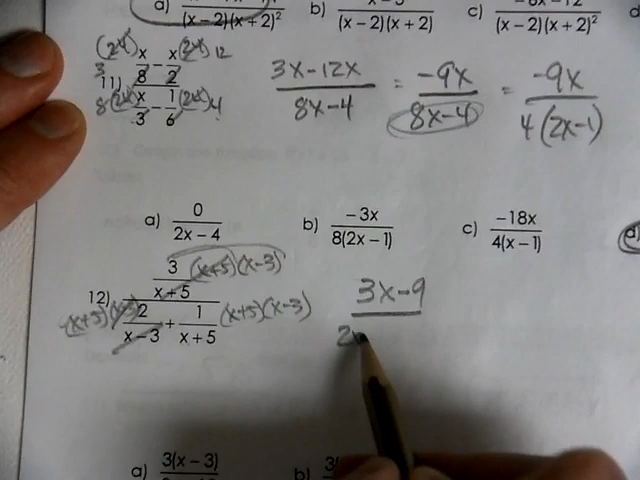 a) (x-2)(x+2)² b) (x-2)(x+2) c) (x-2)(x+2)²
(24) x/8 - x/2 (24) 12
3
11)
8 (24) x/3 - 1/6 (24) 4
3x-12x / 8x-4 = -9x / 8x-4 = -9x / 4(2x-1)
a) 0 / 2x-4 b) -3x / 8(2x-1) c) -18x / 4(x-1) d)
3 / x+5 (x+5)(x-3)
12)
(x+5)(x-3) 2 / x-3 + 1 / x+5 (x+5)(x-3)
3x-9
2
a) 3(x-3) b) 3(